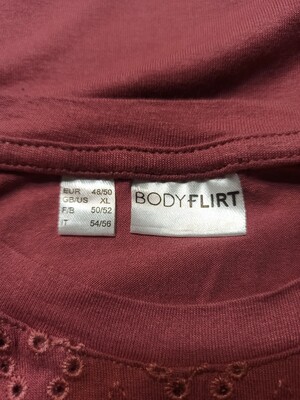 EUR 48/50
GB/US XL
F/B 50/52
IT 54/56
BODYFLIRT